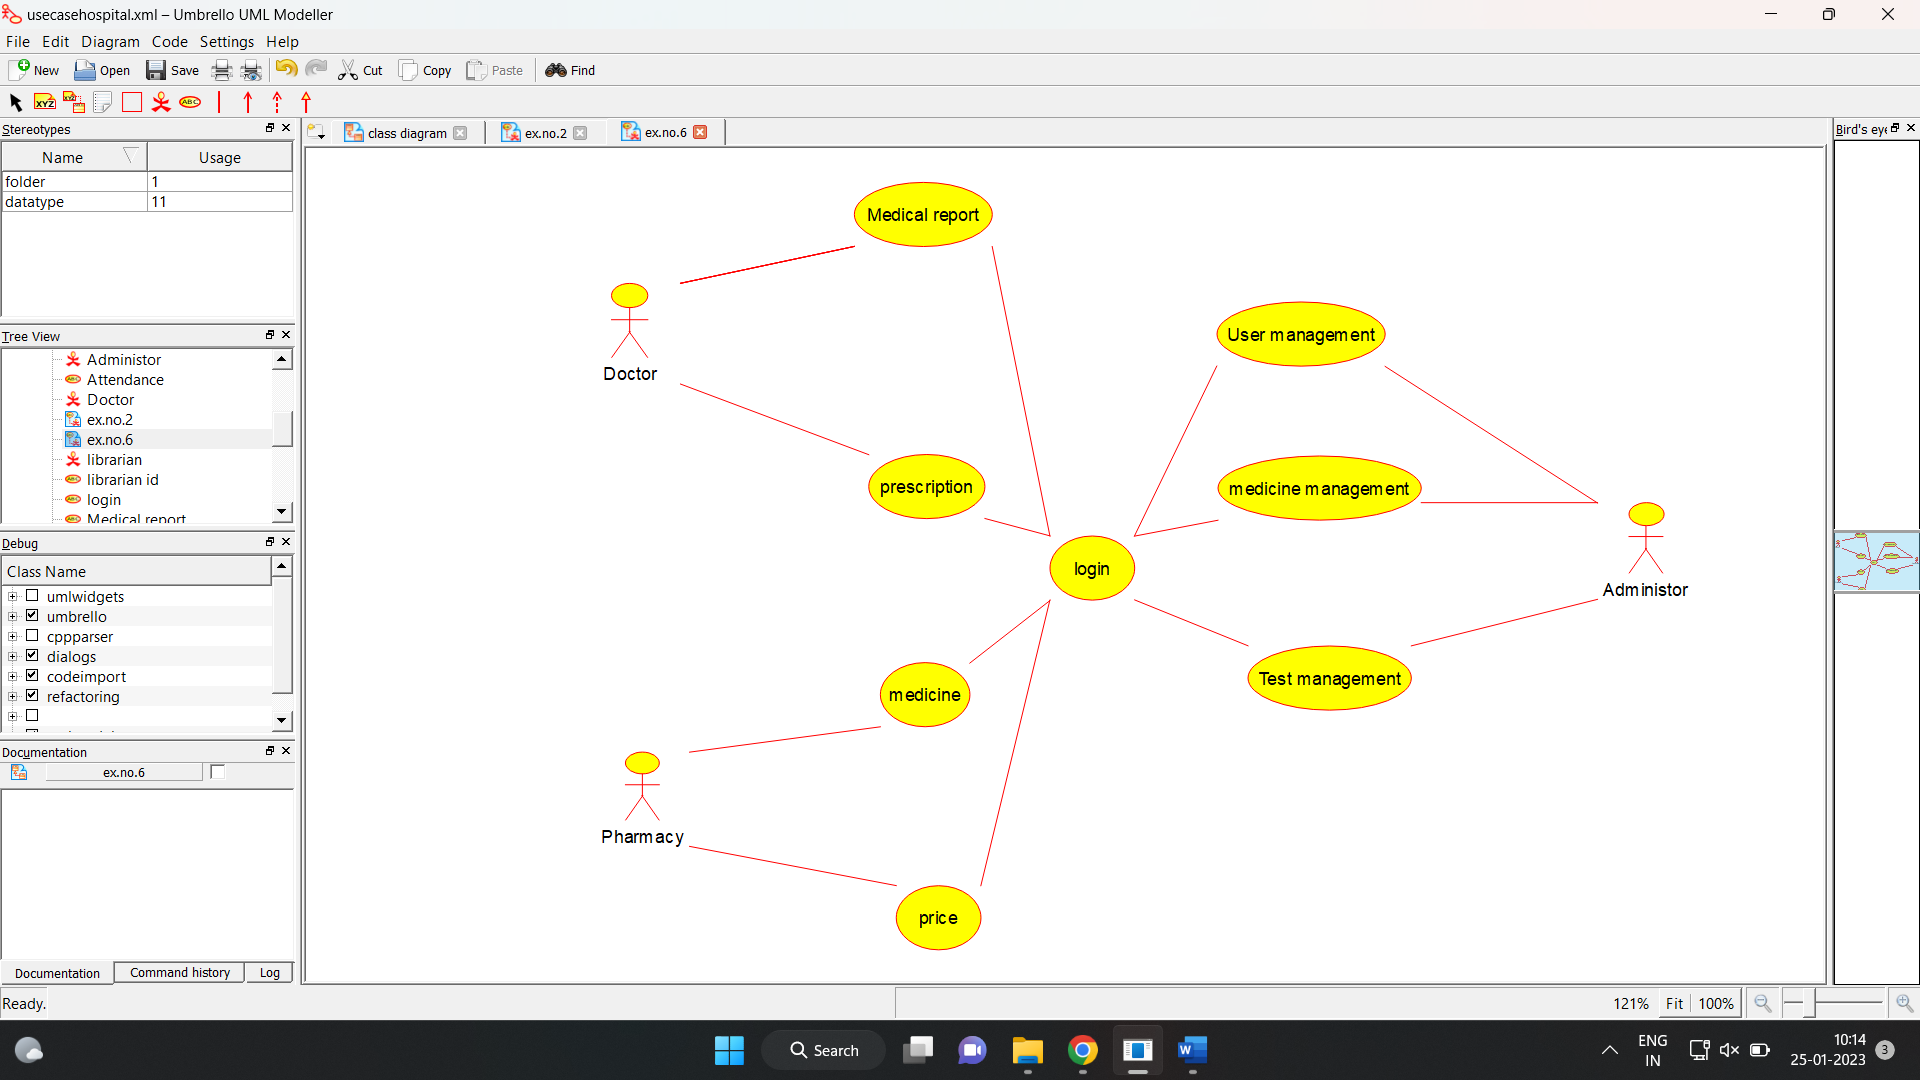 usecasehospital.xml – Umbrello UML Modeller
File Edit Diagram Code Settings Help
New Open Save Cut Copy Paste Find
XYZ XYZ ABC
Stereotypes
Name Usage
folder 1
datatype 11
Tree View
Administor
Attendance
Doctor
ex.no.2
ex.no.6
librarian
librarian id
login
Medical report
Debug
Class Name
umlwidgets
umbrello
cppparser
dialogs
codeimport
refactoring
Documentation
ex.no.6
Documentation Command history Log
class diagram ex.no.2 ex.no.6
Medical report
Doctor
User management
prescription
medicine management
login
Administor
medicine
Test management
Pharmacy
price
Bird's eye
Ready.
121% Fit 100%
Search
ENG
IN
10:14
25-01-2023
3